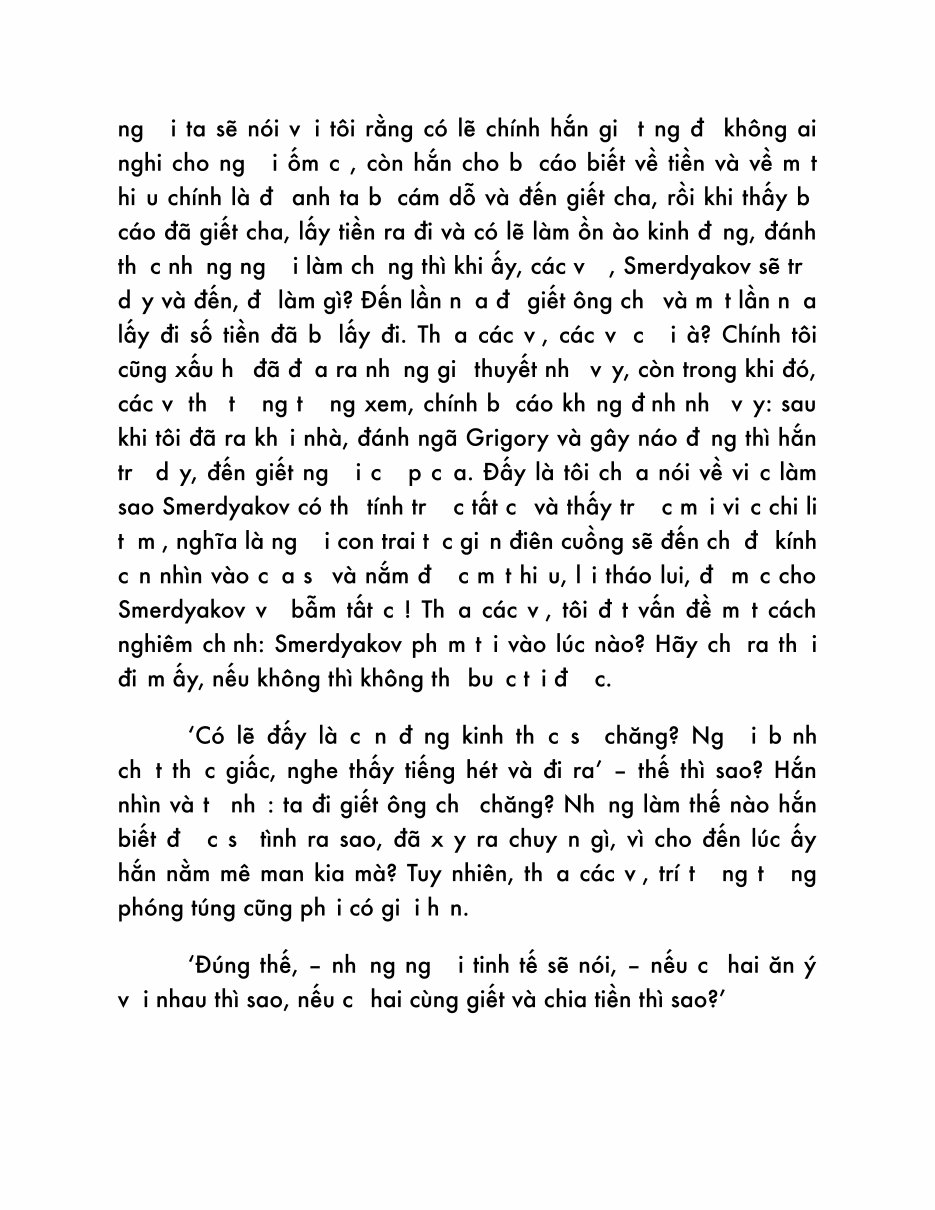 ng i ta sẽ nói v i tôi rằng có lẽ chính hắn gi t ng đ không ai
nghi cho ng i ốm c , còn hắn cho b cáo biết về tiền và về m t
hi u chính là đ anh ta b cám dỗ và đến giết cha, rồi khi thấy b
cáo đã giết cha, lấy tiền ra đi và có lẽ làm ồn ào kinh đ ng, đánh
th c nh ng ng i làm ch ng thì khi ấy, các v , Smerdyakov sẽ tr
d y và đến, đ làm gì? Đến lần n a đ giết ông ch và m t lần n a
lấy đi số tiền đã b lấy đi. Th a các v , các v c i à? Chính tôi
cũng xấu h đã đ a ra nh ng gi thuyết nh v y, còn trong khi đó,
các v th t ng t ng xem, chính b cáo kh ng đ nh nh v y: sau
khi tôi đã ra kh i nhà, đánh ngã Grigory và gây náo đ ng thì hắn
tr d y, đến giết ng i c p c a. Đấy là tôi ch a nói về vi c làm
sao Smerdyakov có th tính tr c tất c và thấy tr c m i vi c chi li
t m , nghĩa là ng i con trai t c gi n điên cuồng sẽ đến ch đ kính
c n nhìn vào c a s và nắm đ c m t hi u, l i tháo lui, đ m c cho
Smerdyakov v bẫm tất c ! Th a các v , tôi đ t vấn đề m t cách
nghiêm ch nh: Smerdyakov ph m t i vào lúc nào? Hãy ch ra th i
đi m ấy, nếu không thì không th bu c t i đ c.
‘Có lẽ đấy là c n đ ng kinh th c s chăng? Ng i b nh
ch t th c giấc, nghe thấy tiếng hét và đi ra’ – thế thì sao? Hắn
nhìn và t nh : ta đi giết ông ch chăng? Nh ng làm thế nào hắn
biết đ c s tình ra sao, đã x y ra chuy n gì, vì cho đến lúc ấy
hắn nằm mê man kia mà? Tuy nhiên, th a các v , trí t ng t ng
phóng túng cũng ph i có gi i h n.
‘Đúng thế, – nh ng ng i tinh tế sẽ nói, – nếu c hai ăn ý
v i nhau thì sao, nếu c hai cùng giết và chia tiền thì sao?’